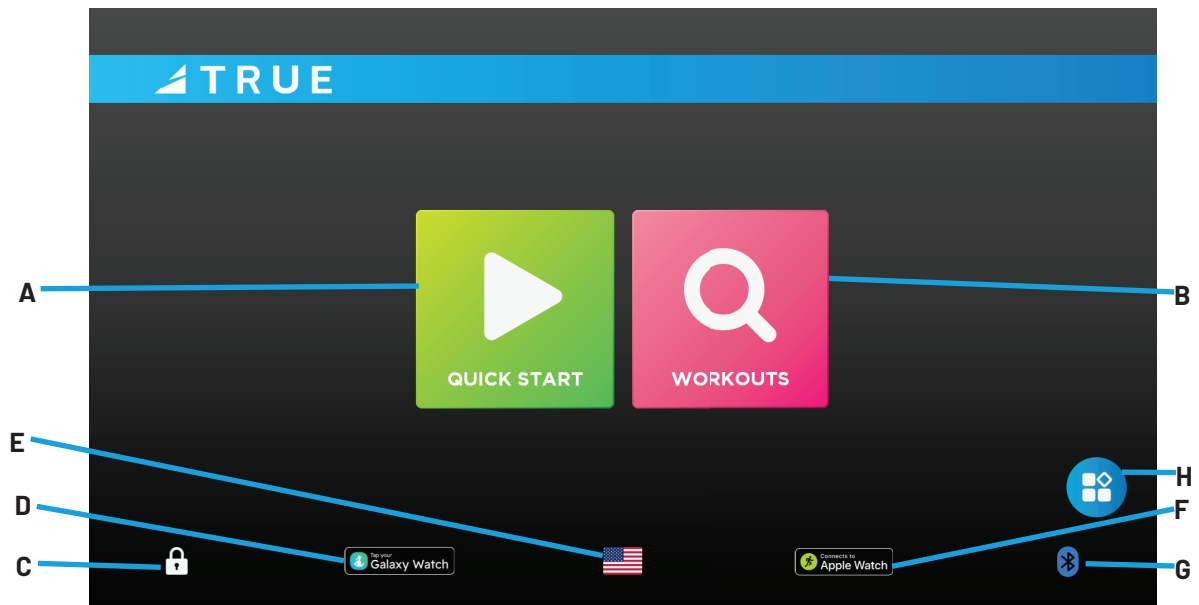 TRUE
A
B
QUICK START
WORKOUTS
E
H
D
F
C
Tap your
Galaxy Watch
Connects to
Apple Watch
G